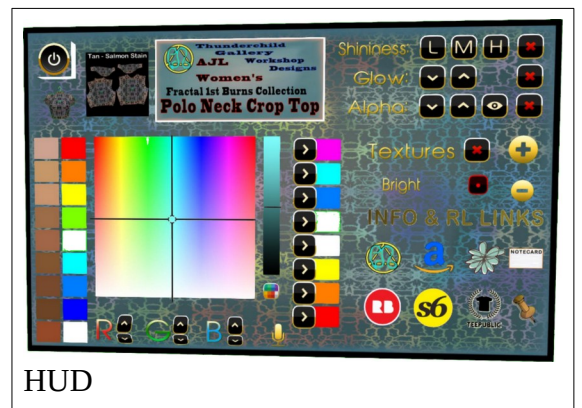 Tan - Salmon Stain
Thunderchild
Gallery
AJL Workshop
Designs
Women's
Fractal 1st Burns Collection
Polo Neck Crop Top
Shininess: L M H
Glow:
Alpha:
Textures
Bright
INFO & RL LINKS
a
NOTECARD
RB
s6
TEEPUBLIC
R G B
HUD